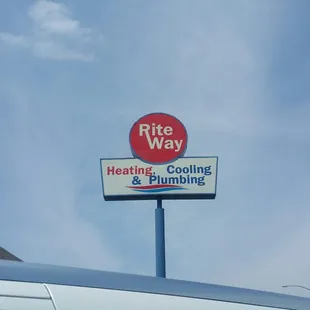 Rite
Way
Heating, Cooling
& Plumbing